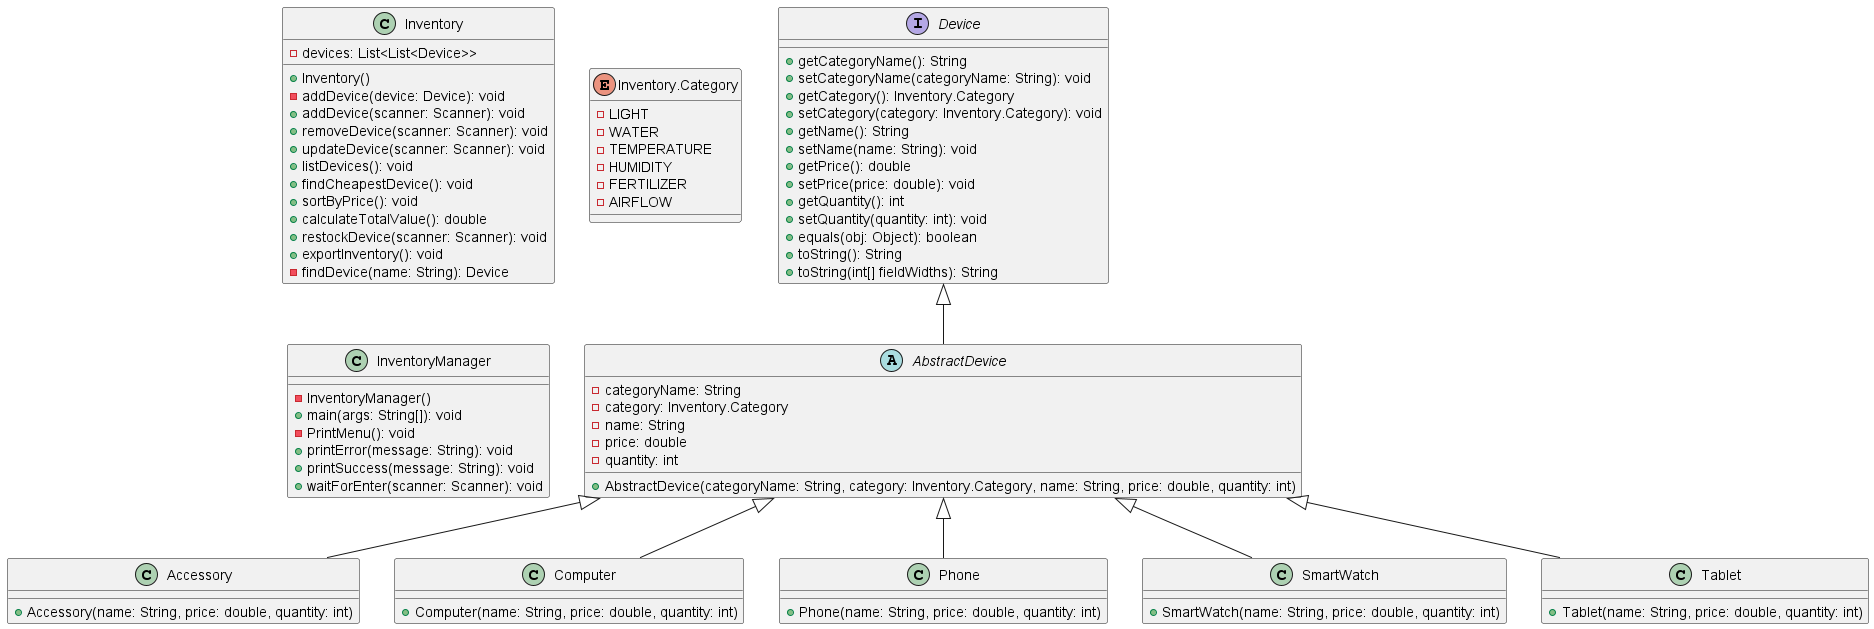 C Inventory
devices: List<List<Device>>
Inventory()
addDevice(device: Device): void
addDevice(scanner: Scanner): void
removeDevice(scanner: Scanner): void
updateDevice(scanner: Scanner): void
listDevices(): void
findCheapestDevice(): void
sortByPrice(): void
calculateTotalValue(): double
restockDevice(scanner: Scanner): void
exportInventory(): void
findDevice(name: String): Device
E Inventory.Category
LIGHT
WATER
TEMPERATURE
HUMIDITY
FERTILIZER
AIRFLOW
I Device
getCategoryName(): String
setCategoryName(categoryName: String): void
getCategory(): Inventory.Category
setCategory(category: Inventory.Category): void
getName(): String
setName(name: String): void
getPrice(): double
setPrice(price: double): void
getQuantity(): int
setQuantity(quantity: int): void
equals(obj: Object): boolean
toString(): String
toString(int[] fieldWidths): String
C InventoryManager
InventoryManager()
main(args: String[]): void
PrintMenu(): void
printError(message: String): void
printSuccess(message: String): void
waitForEnter(scanner: Scanner): void
A AbstractDevice
categoryName: String
category: Inventory.Category
name: String
price: double
quantity: int
AbstractDevice(categoryName: String, category: Inventory.Category, name: String, price: double, quantity: int)
C Accessory
Accessory(name: String, price: double, quantity: int)
C Computer
Computer(name: String, price: double, quantity: int)
C Phone
Phone(name: String, price: double, quantity: int)
C SmartWatch
SmartWatch(name: String, price: double, quantity: int)
C Tablet
Tablet(name: String, price: double, quantity: int)